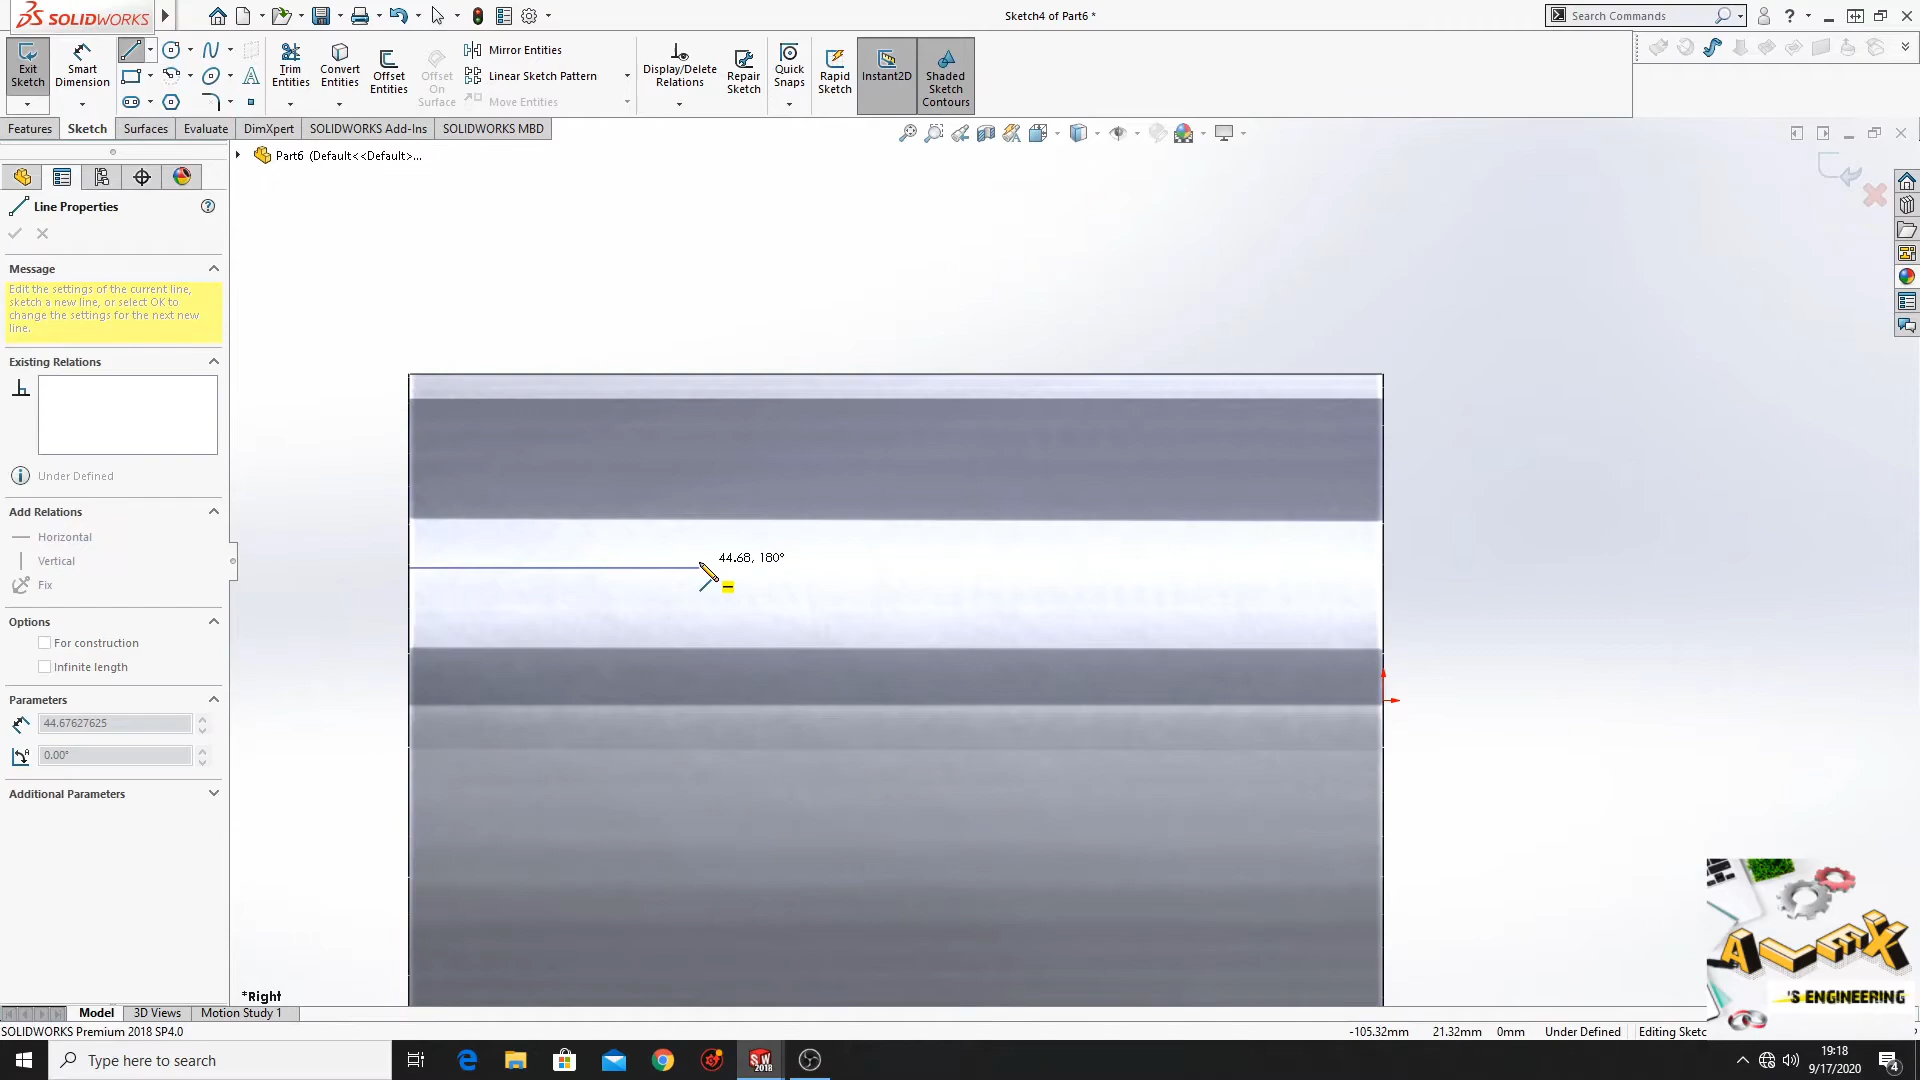 SOLIDWORKS
Sketch4 of Part6 *
Search Commands
Exit
Sketch
Smart
Dimension
Trim
Entities
Convert
Entities
Offset
Entities
Offset
On
Surface
Mirror Entities
Linear Sketch Pattern
Move Entities
Display/Delete
Relations
Repair
Sketch
Quick
Snaps
Rapid
Sketch
Instant2D
Shaded
Sketch
Contours
Features
Sketch
Surfaces
Evaluate
DimXpert
SOLIDWORKS Add-Ins
SOLIDWORKS MBD
Part6 (Default<<Default>...
Line Properties
Message
Edit the settings of the current line,
sketch a new line, or select OK to
change the settings for the next new
line.
Existing Relations
Under Defined
Add Relations
Horizontal
Vertical
Fix
Options
For construction
Infinite length
Parameters
44.67627625
0.00°
Additional Parameters
44.68, 180°
*Right
ALEX
'S ENGINEERING
Model
3D Views
Motion Study 1
SOLIDWORKS Premium 2018 SP4.0
-105.32mm
21.32mm
0mm
Under Defined
Editing Sketc
Type here to search
SW
2018
19:18
9/17/2020
4